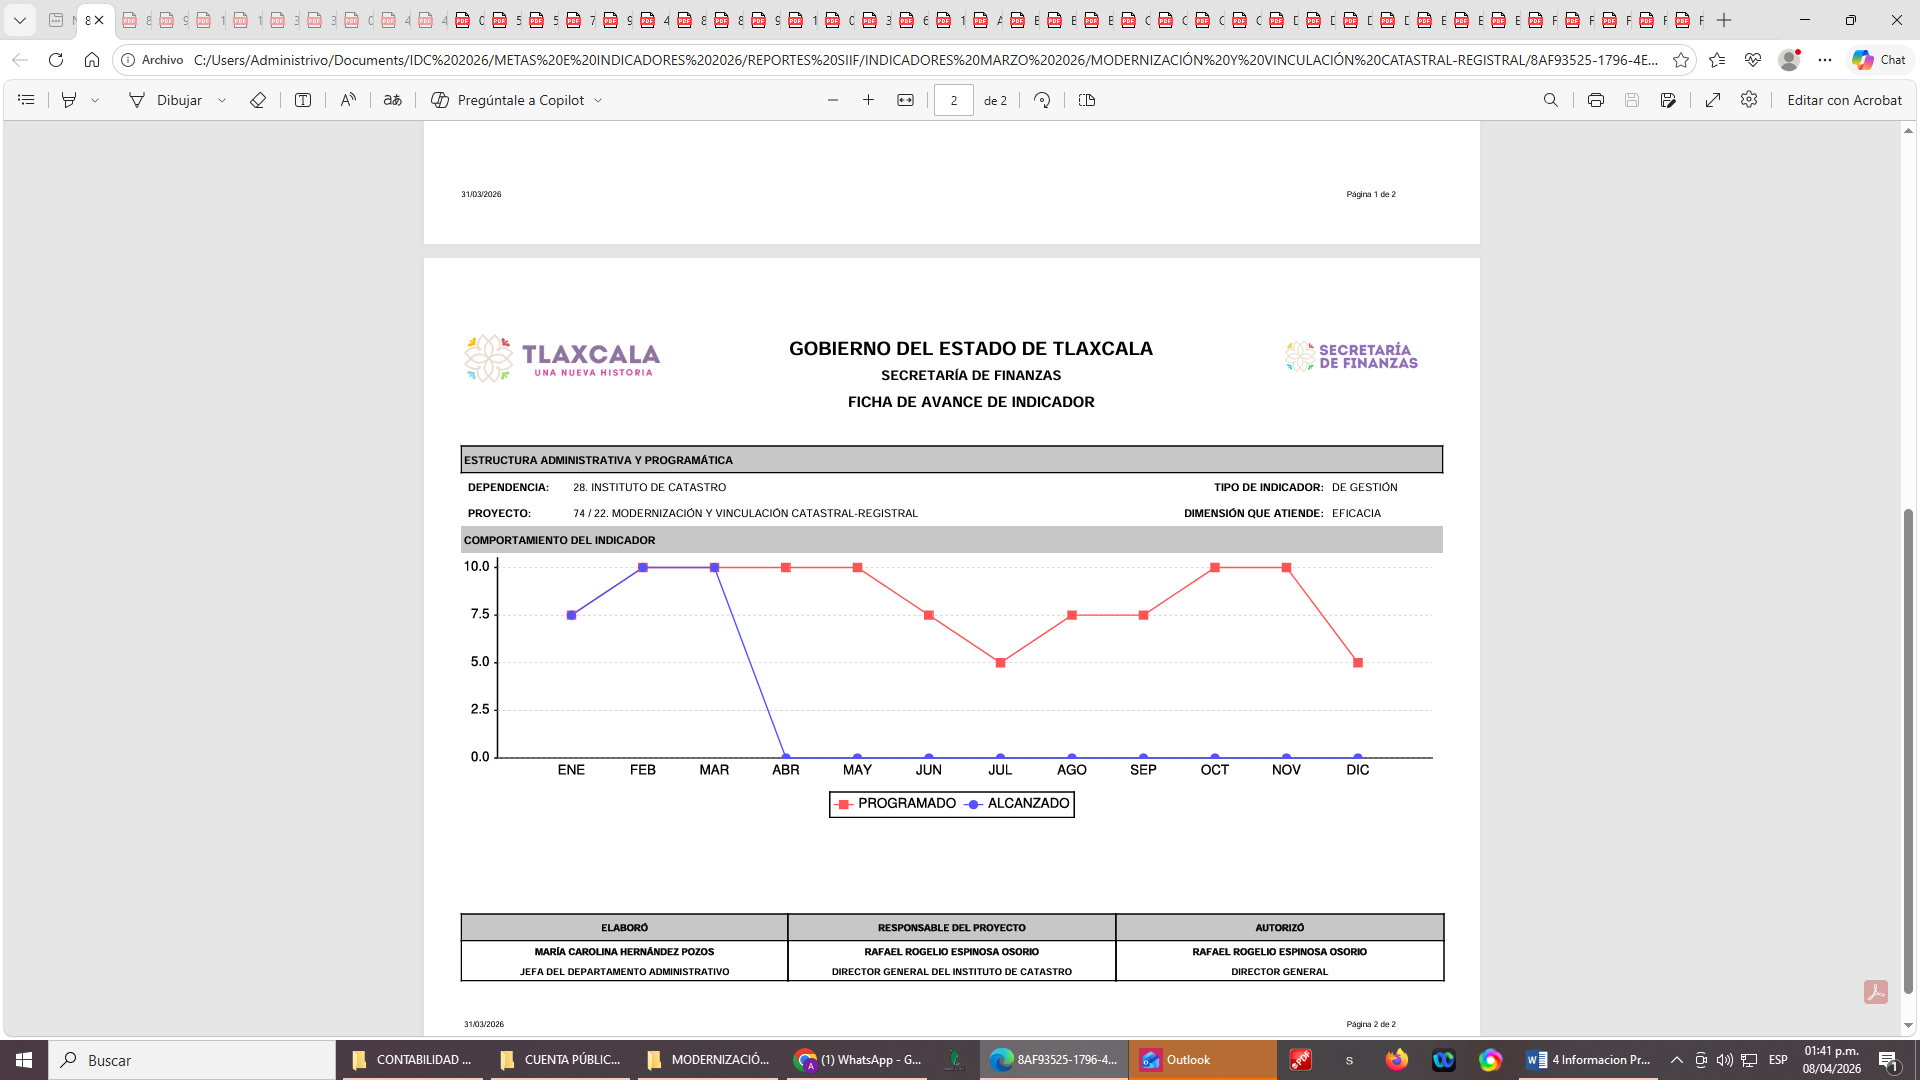 Archivo
C:/Users/Administrivo/Documents/IDC%202026/METAS%20E%20INDICADORES%202026/REPORTES%20SIIF/INDICADORES%20MARZO%202026/MODERNIZACIÓN%20Y%20VINCULACIÓN%20CATASTRAL-REGISTRAL/8AF93525-1796-4E...
Chat
Dibujar
Pregúntale a Copilot
2
de 2
Editar con Acrobat
31/03/2026
Página 1 de 2
TLAXCALA
UNA NUEVA HISTORIA
GOBIERNO DEL ESTADO DE TLAXCALA
SECRETARÍA DE FINANZAS
FICHA DE AVANCE DE INDICADOR
SECRETARÍA
DE FINANZAS
ESTRUCTURA ADMINISTRATIVA Y PROGRAMÁTICA
DEPENDENCIA: 28. INSTITUTO DE CATASTRO TIPO DE INDICADOR: DE GESTIÓN
PROYECTO: 74 / 22. MODERNIZACIÓN Y VINCULACIÓN CATASTRAL-REGISTRAL DIMENSIÓN QUE ATIENDE: EFICACIA
COMPORTAMIENTO DEL INDICADOR
10.0
7.5
5.0
2.5
0.0
ENE FEB MAR ABR MAY JUN JUL AGO SEP OCT NOV DIC
PROGRAMADO ALCANZADO
ELABORÓ RESPONSABLE DEL PROYECTO AUTORIZÓ
MARÍA CAROLINA HERNÁNDEZ POZOS RAFAEL ROGELIO ESPINOSA OSORIO RAFAEL ROGELIO ESPINOSA OSORIO
JEFA DEL DEPARTAMENTO ADMINISTRATIVO DIRECTOR GENERAL DEL INSTITUTO DE CATASTRO DIRECTOR GENERAL
31/03/2026
Página 2 de 2
Buscar
CONTABILIDAD ...
CUENTA PÚBLIC...
MODERNIZACIÓ...
(1) WhatsApp - G...
8AF93525-1796-4...
Outlook
4 Informacion Pr...
ESP
01:41 p.m.
08/04/2026